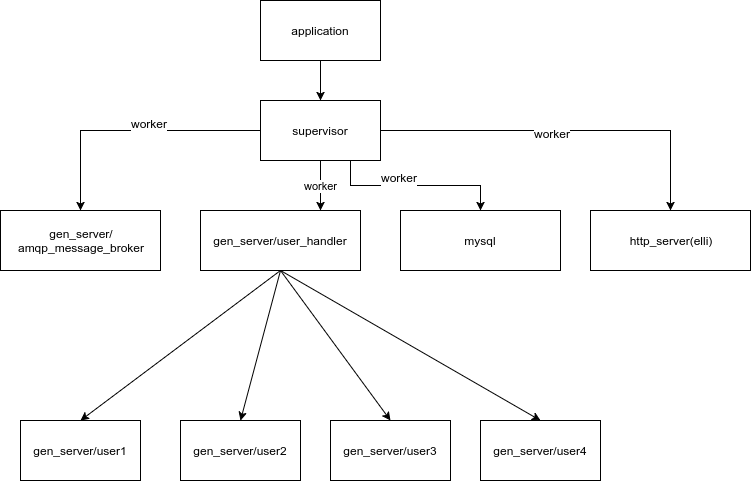 application
supervisor
worker
worker
worker
worker
gen_server/
amqp_message_broker
gen_server/user_handler
mysql
http_server(elli)
gen_server/user1
gen_server/user2
gen_server/user3
gen_server/user4